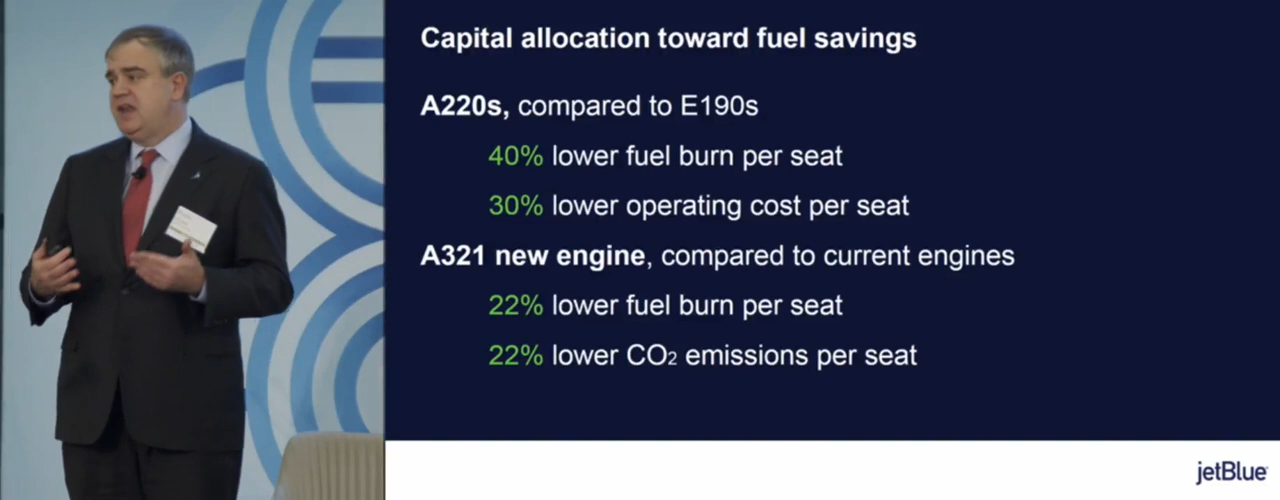 Capital allocation toward fuel savings
A220s, compared to E190s
40% lower fuel burn per seat
30% lower operating cost per seat
A321 new engine, compared to current engines
22% lower fuel burn per seat
22% lower CO2 emissions per seat
jetBlue